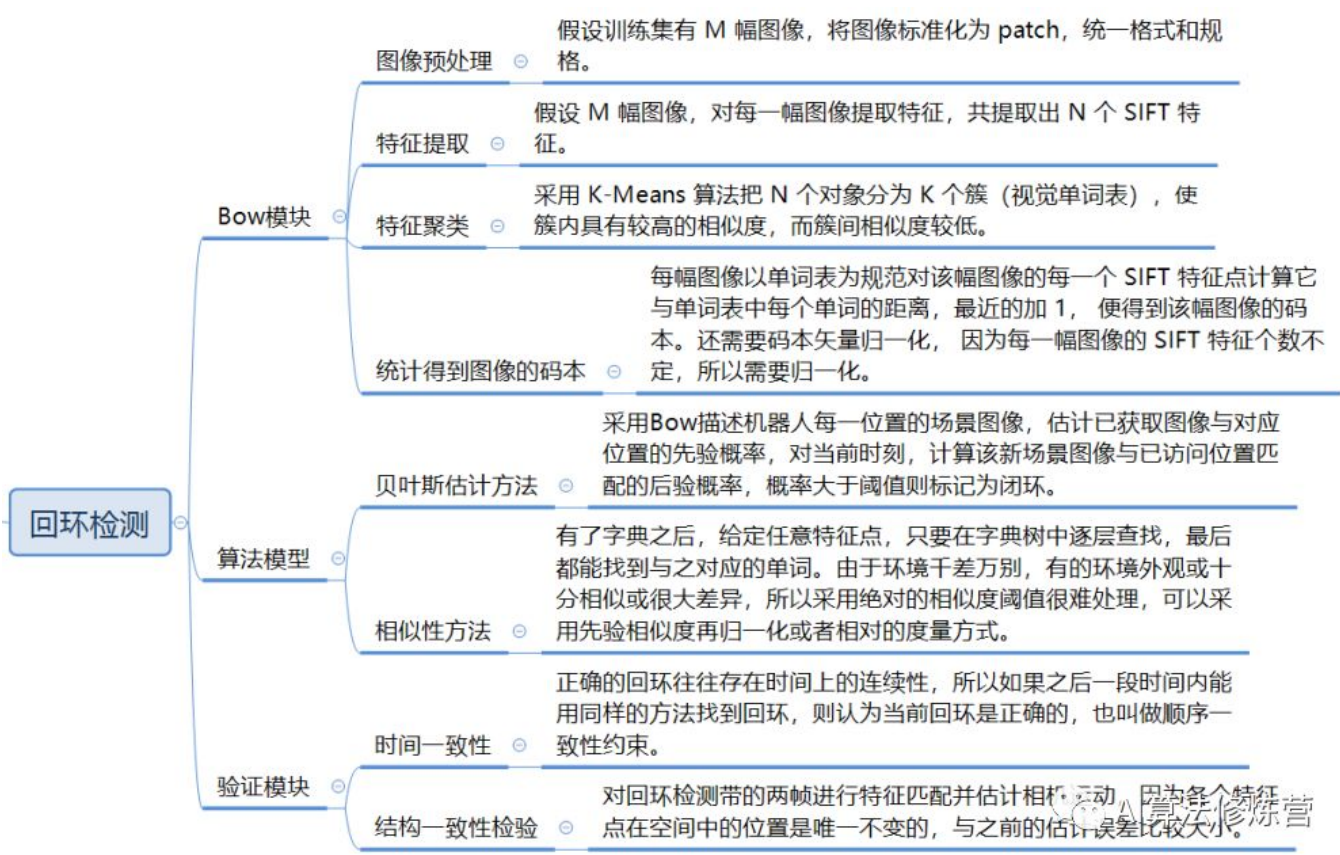 回环检测
Bow模块
图像预处理
假设训练集有 M 幅图像，将图像标准化为 patch，统一格式和规
格。
特征提取
假设 M 幅图像，对每一幅图像提取特征，共提取出 N 个 SIFT 特
征。
特征聚类
采用 K-Means 算法把 N 个对象分为 K 个簇（视觉单词表），使
簇内具有较高的相似度，而簇间相似度较低。
统计得到图像的码本
每幅图像以单词表为规范对该幅图像的每一个 SIFT 特征点计算它
与单词表中每个单词的距离，最近的加 1， 便得到该幅图像的码
本。还需要码本矢量归一化， 因为每一幅图像的 SIFT 特征个数不
定，所以需要归一化。
算法模型
贝叶斯估计方法
采用Bow描述机器人每一位置的场景图像，估计已获取图像与对应
位置的先验概率，对当前时刻，计算该新场景图像与已访问位置匹
配的后验概率，概率大于阈值则标记为闭环。
相似性方法
有了字典之后，给定任意特征点，只要在字典树中逐层查找，最后
都能找到与之对应的单词。由于环境千差万别，有的环境外观或十
分相似或很大差异，所以采用绝对的相似度阈值很难处理，可以采
用先验相似度再归一化或者相对的度量方式。
验证模块
时间一致性
正确的回环往往存在时间上的连续性，所以如果之后一段时间内能
用同样的方法找到回环，则认为当前回环是正确的，也叫做顺序一
致性约束。
结构一致性检验
对回环检测带的两帧进行特征匹配并估计相机运动，因为各个特征
点在空间中的位置是唯一不变的，与之前的估计误差比较大小。
AI算法修炼营